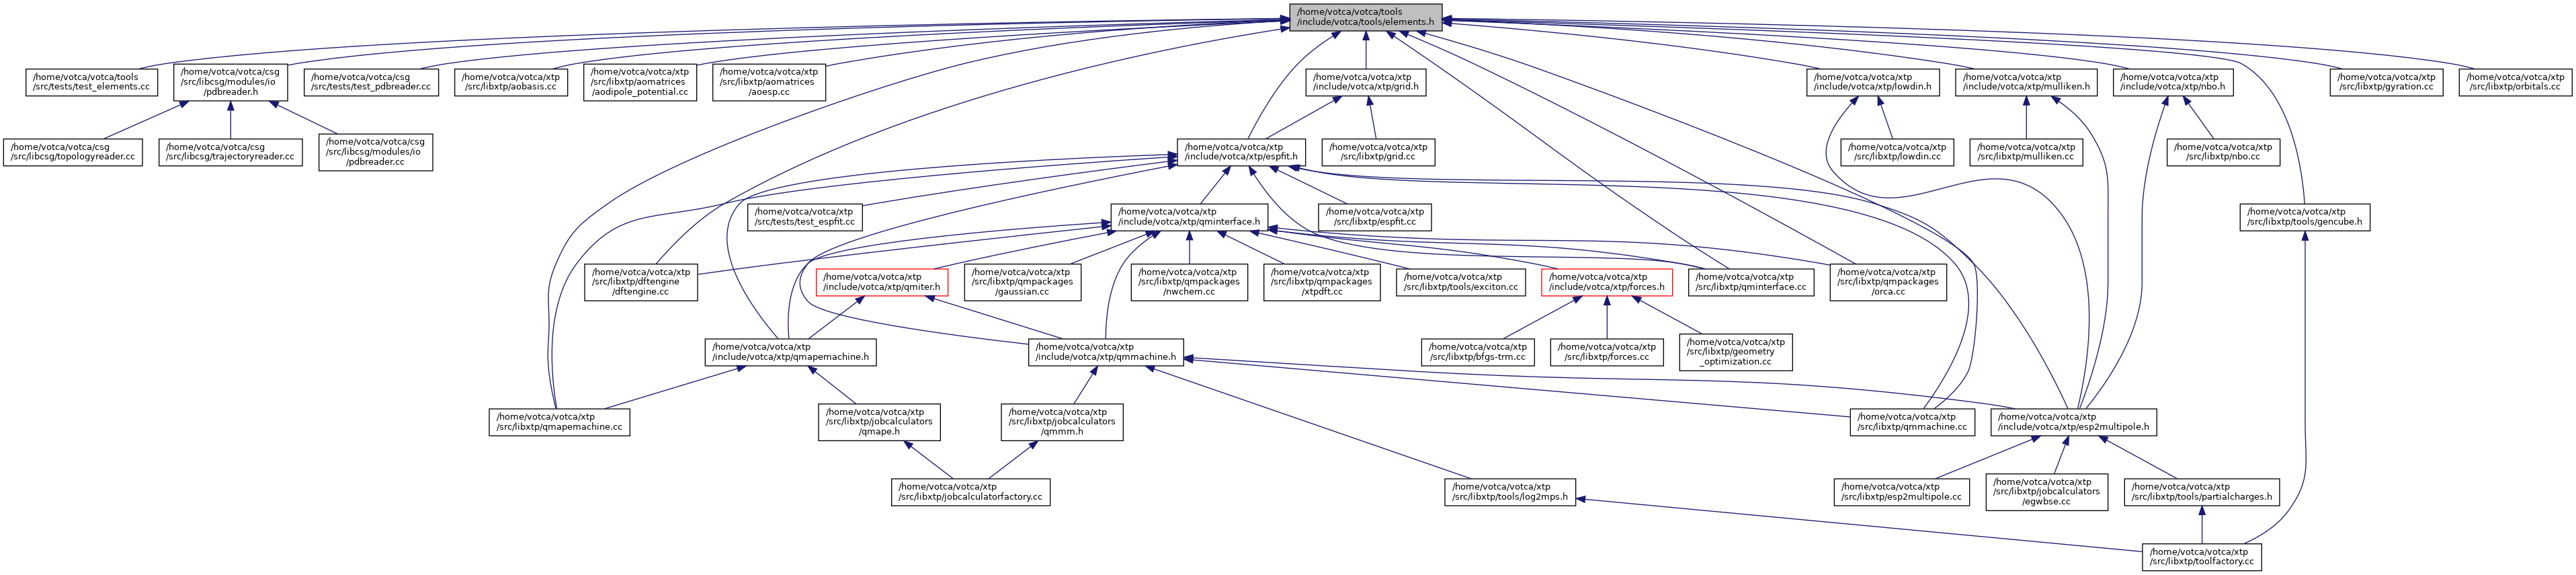 /home/votca/votca/tools
/include/votca/tools/elements.h
/home/votca/votca/tools
/src/tests/test_elements.cc
/home/votca/votca/csg
/src/libcsg/modules/io
/pdbreader.h
/home/votca/votca/csg
/src/tests/test_pdbreader.cc
/home/votca/votca/xtp
/src/libxtp/aobasis.cc
/home/votca/votca/xtp
/src/libxtp/aomatrices
/aodipole_potential.cc
/home/votca/votca/xtp
/src/libxtp/aomatrices
/aoesp.cc
/home/votca/votca/xtp
/include/votca/xtp/grid.h
/home/votca/votca/xtp
/include/votca/xtp/lowdin.h
/home/votca/votca/xtp
/include/votca/xtp/mulliken.h
/home/votca/votca/xtp
/include/votca/xtp/nbo.h
/home/votca/votca/xtp
/src/libxtp/gyration.cc
/home/votca/votca/xtp
/src/libxtp/orbitals.cc
/home/votca/votca/csg
/src/libcsg/topologyreader.cc
/home/votca/votca/csg
/src/libcsg/trajectoryreader.cc
/home/votca/votca/csg
/src/libcsg/modules/io
/pdbreader.cc
/home/votca/votca/xtp
/include/votca/xtp/espfit.h
/home/votca/votca/xtp
/src/libxtp/grid.cc
/home/votca/votca/xtp
/src/libxtp/lowdin.cc
/home/votca/votca/xtp
/src/libxtp/mulliken.cc
/home/votca/votca/xtp
/src/libxtp/nbo.cc
/home/votca/votca/xtp
/src/tests/test_espfit.cc
/home/votca/votca/xtp
/include/votca/xtp/qminterface.h
/home/votca/votca/xtp
/src/libxtp/espfit.cc
/home/votca/votca/xtp
/src/libxtp/tools/gencube.h
/home/votca/votca/xtp
/src/libxtp/dftengine
/dftengine.cc
/home/votca/votca/xtp
/include/votca/xtp/qmiter.h
/home/votca/votca/xtp
/src/libxtp/qmpackages
/gaussian.cc
/home/votca/votca/xtp
/src/libxtp/qmpackages
/nwchem.cc
/home/votca/votca/xtp
/src/libxtp/qmpackages
/xtpdft.cc
/home/votca/votca/xtp
/src/libxtp/tools/exciton.cc
/home/votca/votca/xtp
/include/votca/xtp/forces.h
/home/votca/votca/xtp
/src/libxtp/qminterface.cc
/home/votca/votca/xtp
/src/libxtp/qmpackages
/orca.cc
/home/votca/votca/xtp
/include/votca/xtp/qmapemachine.h
/home/votca/votca/xtp
/include/votca/xtp/qmmachine.h
/home/votca/votca/xtp
/src/libxtp/bfgs-trm.cc
/home/votca/votca/xtp
/src/libxtp/forces.cc
/home/votca/votca/xtp
/src/libxtp/geometry
_optimization.cc
/home/votca/votca/xtp
/src/libxtp/qmapemachine.cc
/home/votca/votca/xtp
/src/libxtp/jobcalculators
/qmape.h
/home/votca/votca/xtp
/src/libxtp/jobcalculators
/qmmm.h
/home/votca/votca/xtp
/src/libxtp/qmmachine.cc
/home/votca/votca/xtp
/include/votca/xtp/esp2multipole.h
/home/votca/votca/xtp
/src/libxtp/jobcalculatorfactory.cc
/home/votca/votca/xtp
/src/libxtp/tools/log2mps.h
/home/votca/votca/xtp
/src/libxtp/esp2multipole.cc
/home/votca/votca/xtp
/src/libxtp/jobcalculators
/egwbse.cc
/home/votca/votca/xtp
/src/libxtp/tools/partialcharges.h
/home/votca/votca/xtp
/src/libxtp/toolfactory.cc